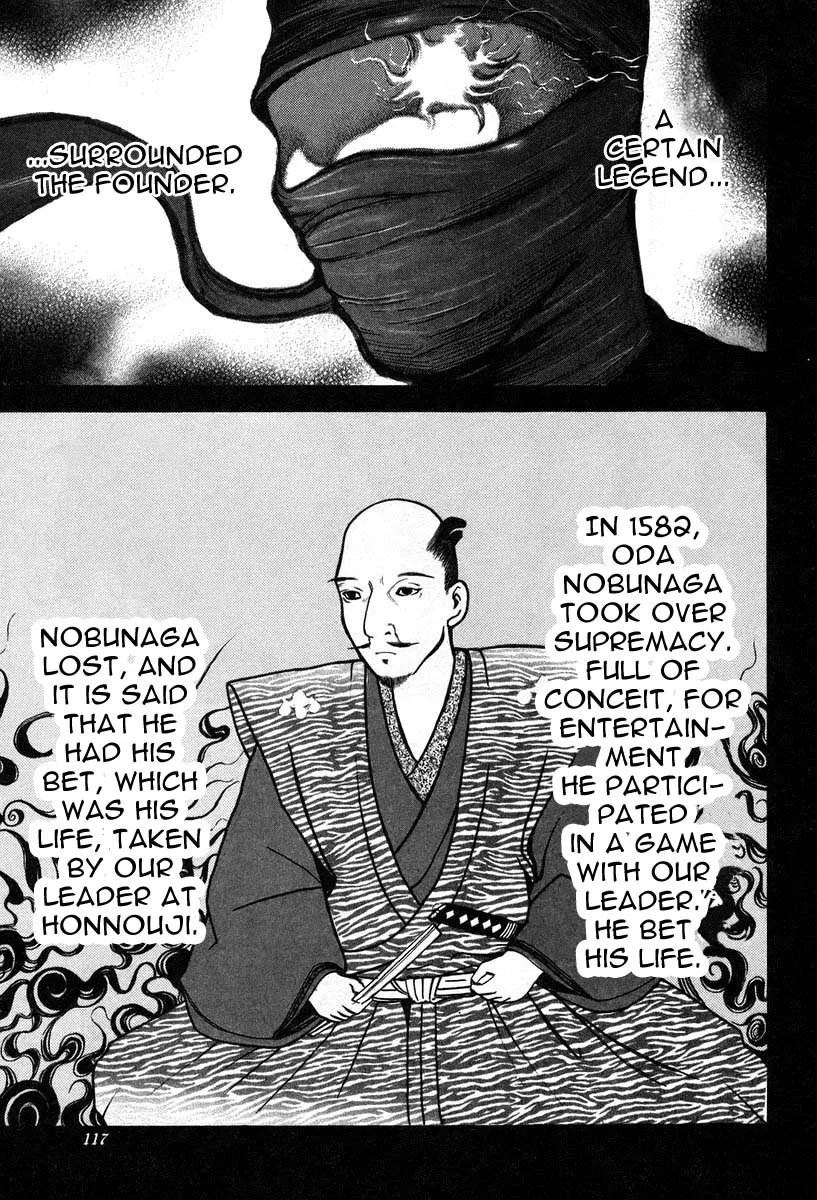 A
CERTAIN
LEGEND...
...SURROUNDED
THE FOUNDER.
IN 1582,
ODA
NOBUNAGA
TOOK OVER
SUPREMACY.
FULL OF
CONCEIT, FOR
ENTERTAIN-
MENT
HE PARTICI-
PATED
IN A GAME
WITH OUR
LEADER.
HE BET
HIS LIFE.
NOBUNAGA
LOST, AND
IT IS SAID
THAT HE
HAD HIS
BET, WHICH
WAS HIS
LIFE, TAKEN
BY OUR
LEADER AT
HONNOUJI.
117